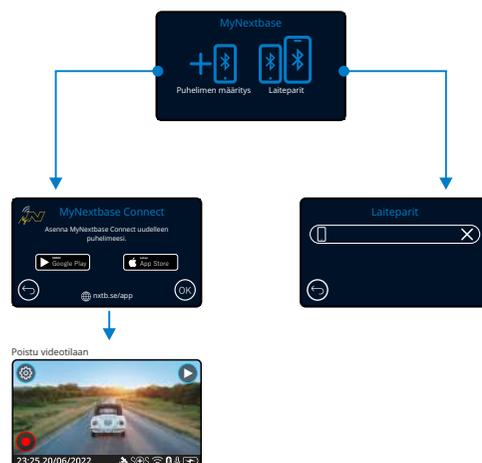 MyNextbase
Puhelimen määritys
Laiteparit
MyNextbase Connect
Asenna MyNextbase Connect uudelleen
puhelimeesi.
Google Play
App Store
nxtb.se/app
OK
Laiteparit
Poistu videotilaan
23:25 20/06/2022
SOS